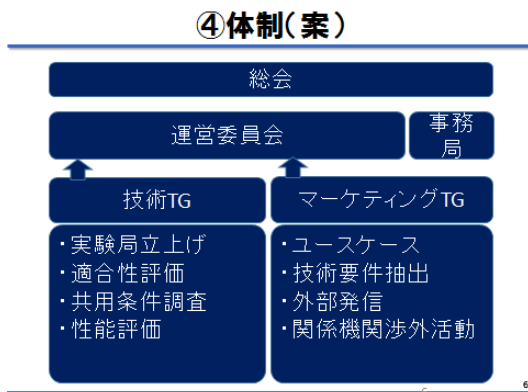 ④体制（案）
総会
運営委員会
事務
局
技術TG
マーケティングTG
・実験局立上げ
・適合性評価
・共用条件調査
・性能評価
・ユースケース
・技術要件抽出
・外部発信
・関係機関渉外活動
6